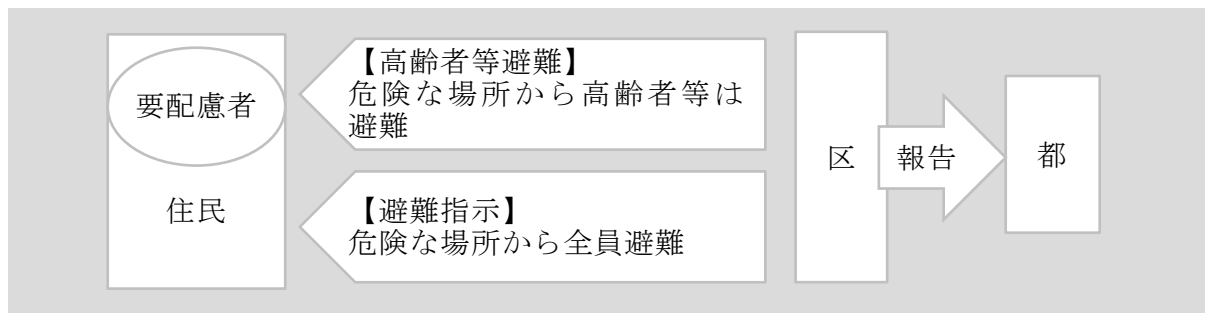 要配慮者
住民
【高齢者等避難】
危険な場所から高齢者等は
避難
【避難指示】
危険な場所から全員避難
区
報告
都